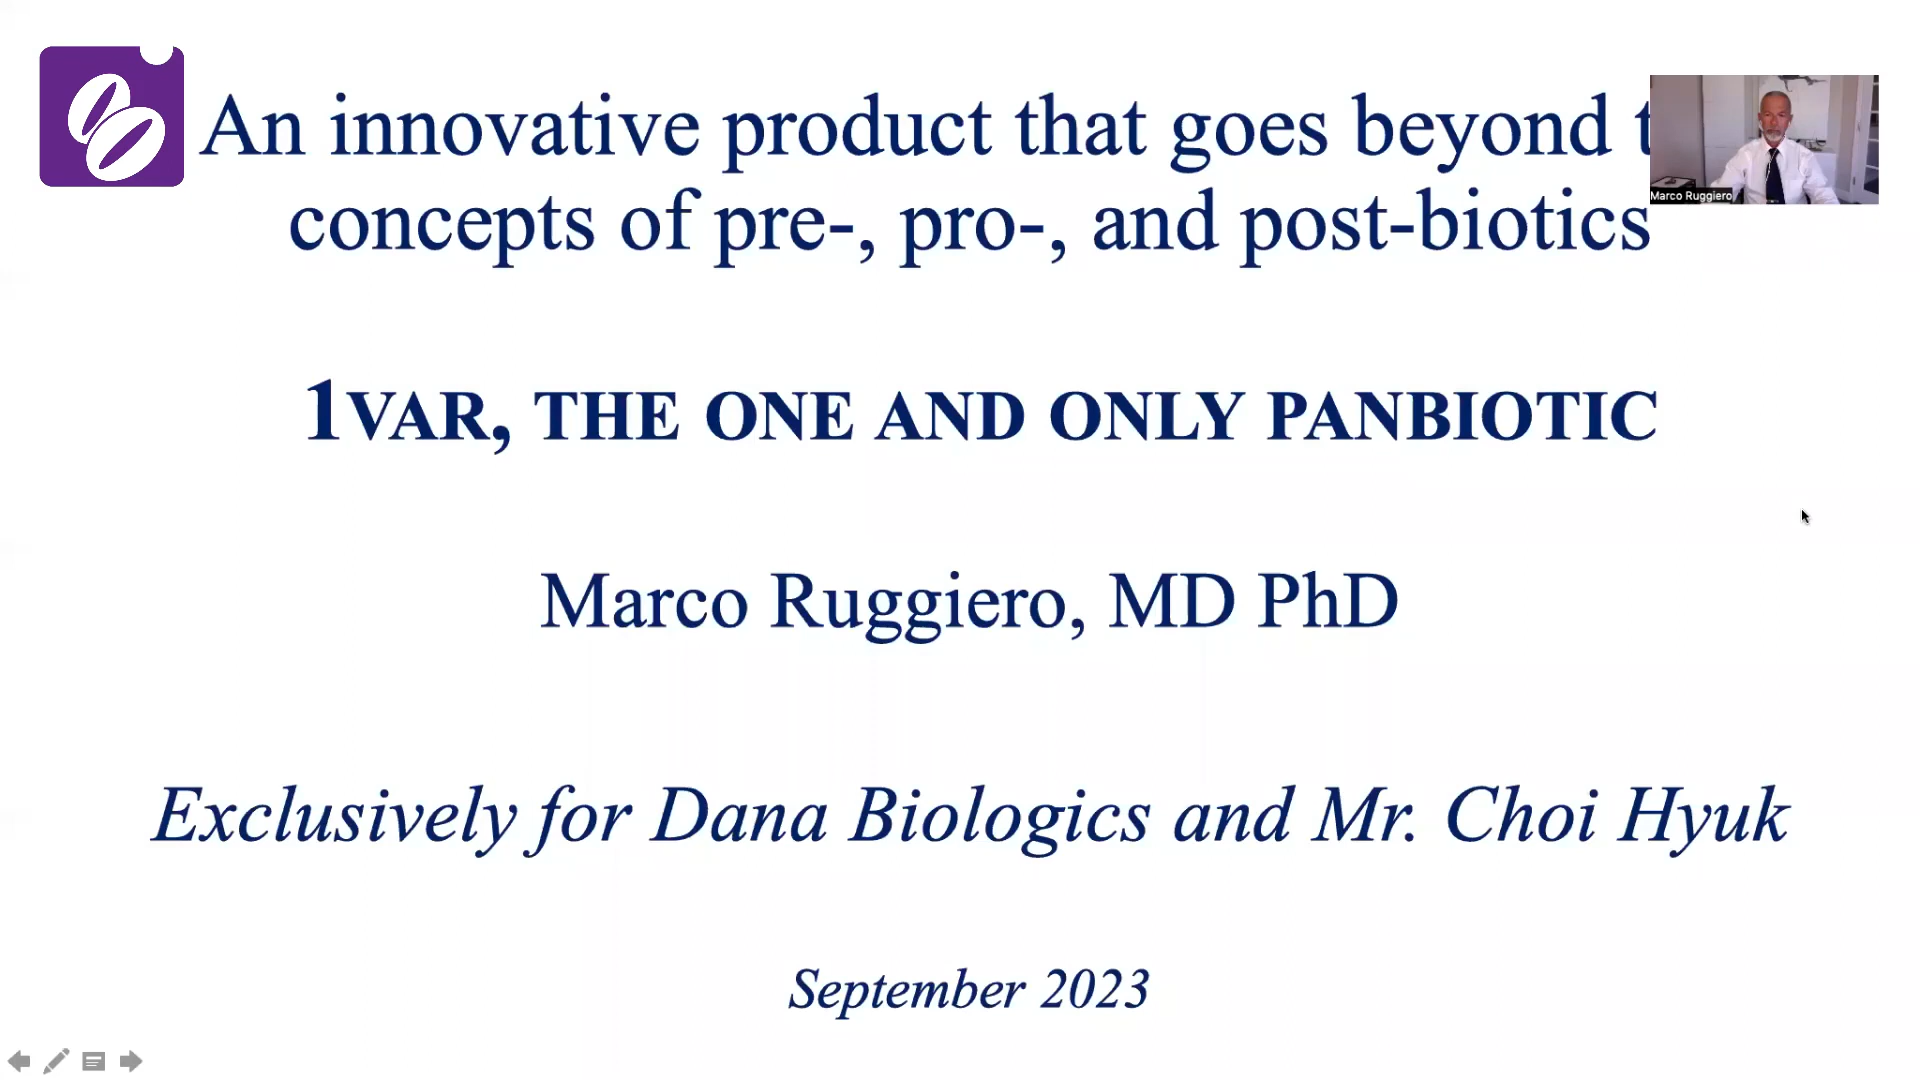 An innovative product that goes beyond t
concepts of pre-, pro-, and post-biotics
1VAR, THE ONE AND ONLY PANBIOTIC
Marco Ruggiero, MD PhD
Exclusively for Dana Biologics and Mr. Choi Hyuk
September 2023
Marco Ruggiero